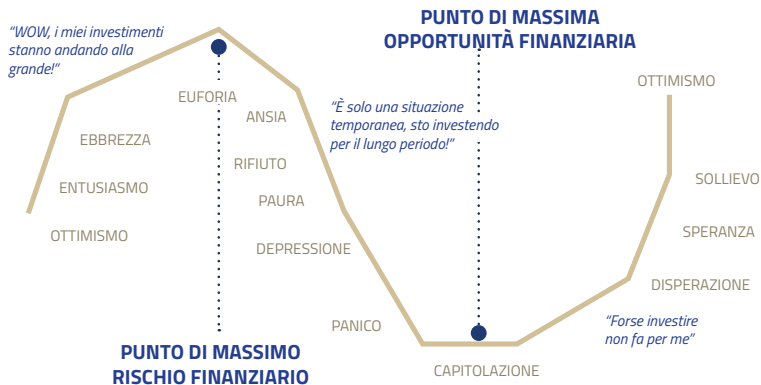 “WOW, i miei investimenti
stanno andando alla
grande!”
PUNTO DI MASSIMA
OPPORTUNITÀ FINANZIARIA
EUFORIA
ANSIA
EBBREZZA
RIFIUTO
ENTUSIASMO
PAURA
OTTIMISMO
DEPRESSIONE
PANICO
“È solo una situazione
temporanea, sto investendo
per il lungo periodo!”
OTTIMISMO
SOLLIEVO
SPERANZA
DISPERAZIONE
“Forse investire
non fa per me”
CAPITOLAZIONE
PUNTO DI MASSIMO
RISCHIO FINANZIARIO